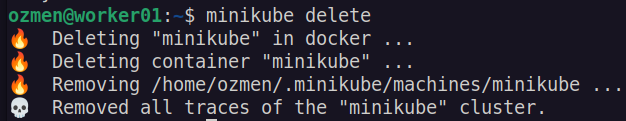 ozmen@worker01:~$ minikube delete
🔥 Deleting "minikube" in docker ...
🔥 Deleting container "minikube" ...
🔥 Removing /home/ozmen/.minikube/machines/minikube ...
💀 Removed all traces of the "minikube" cluster.